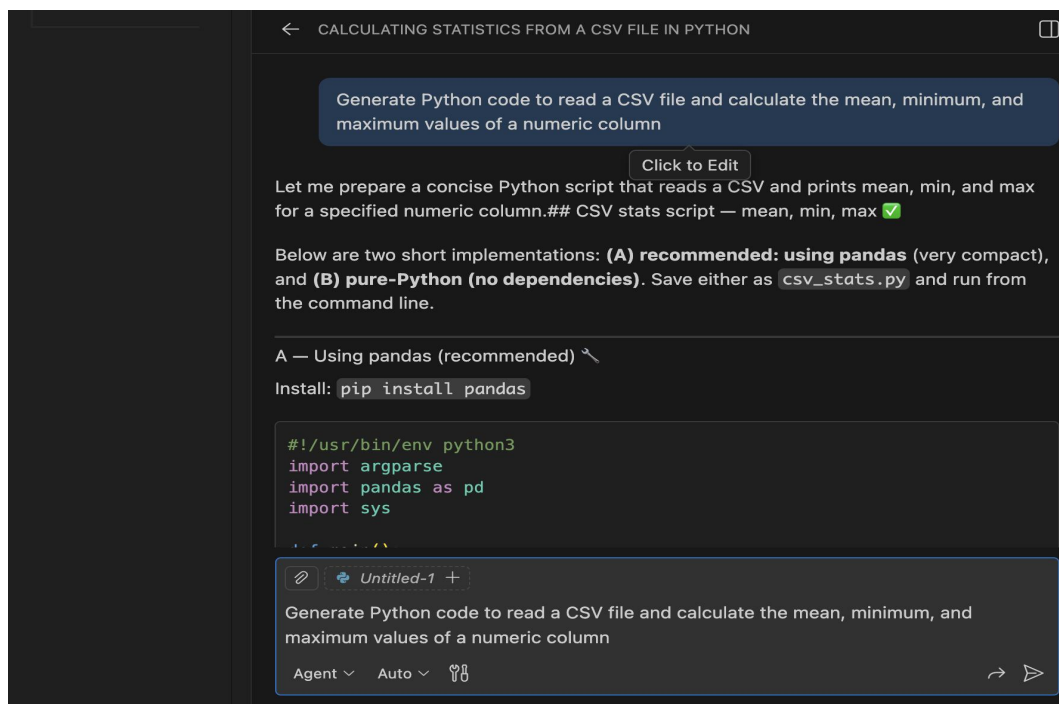 CALCULATING STATISTICS FROM A CSV FILE IN PYTHON
Generate Python code to read a CSV file and calculate the mean, minimum, and
maximum values of a numeric column
Click to Edit
Let me prepare a concise Python script that reads a CSV and prints mean, min, and max
for a specified numeric column.## CSV stats script — mean, min, max ✅
Below are two short implementations: (A) recommended: using pandas (very compact),
and (B) pure-Python (no dependencies). Save either as csv_stats.py and run from
the command line.
A — Using pandas (recommended) 🔧
Install: pip install pandas
#!/usr/bin/env python3
import argparse
import pandas as pd
import sys
Untitled-1 +
Generate Python code to read a CSV file and calculate the mean, minimum, and
maximum values of a numeric column
Agent Auto